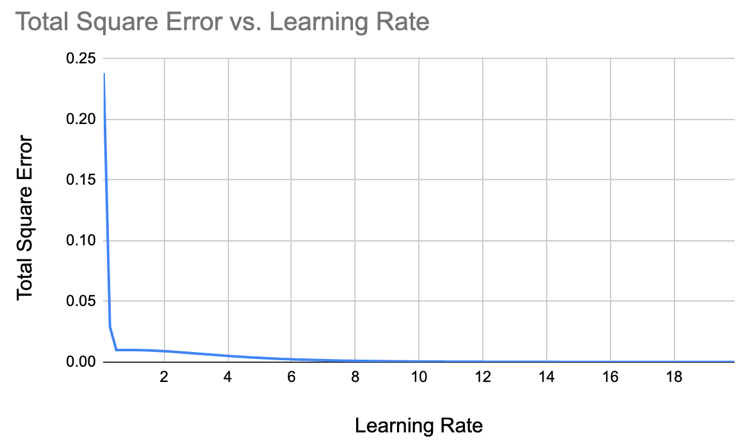 Total Square Error vs. Learning Rate
0.25
0.20
0.15
0.10
0.05
0.00
Total Square Error
2 4 6 8 10 12 14 16 18
Learning Rate